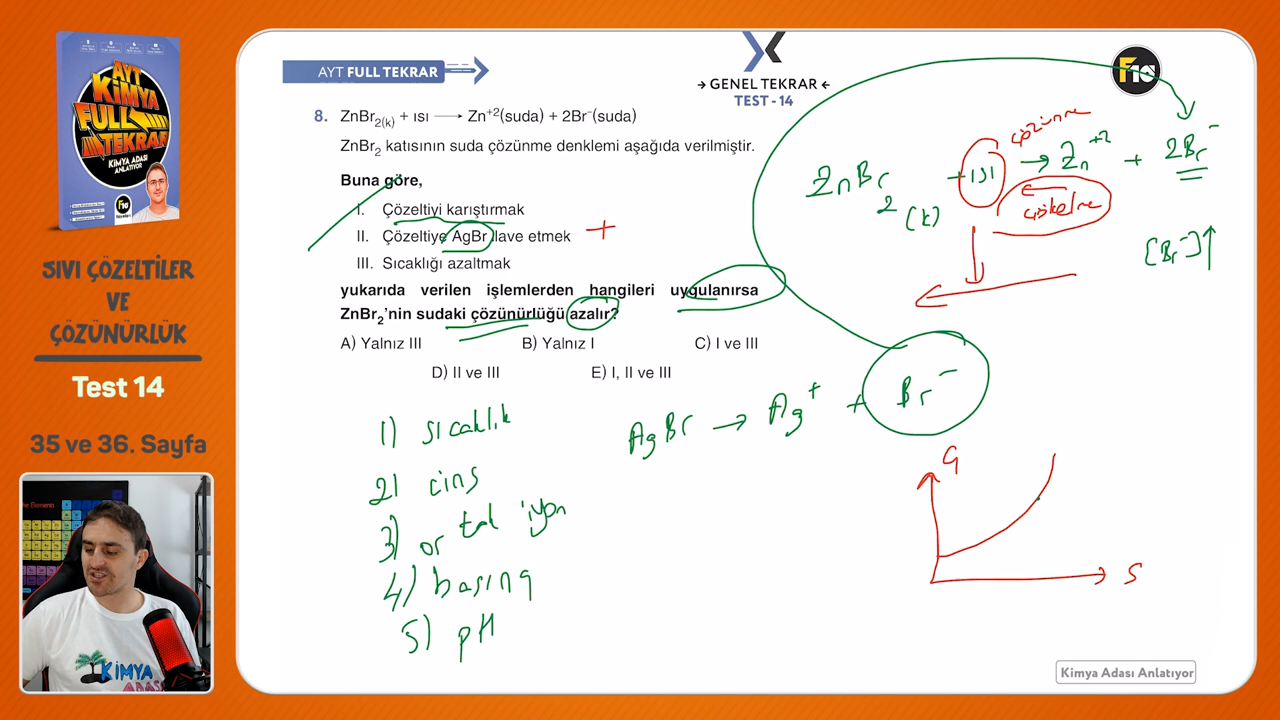 AYT
KİMYA
FULL
TEKRAR
KİMYA ADASI
ANLATIYOR
F10
SIVI ÇÖZELTİLER
VE
ÇÖZÜNÜRLÜK
Test 14
35 ve 36. Sayfa
KİMYA
ADASI
AYT FULL TEKRAR
GENEL TEKRAR
TEST - 14
F10
8. ZnBr2(k) + ısı → Zn+2(suda) + 2Br–(suda)
ZnBr2 katısının suda çözünme denklemi aşağıda verilmiştir.
Buna göre,
I. Çözeltiyi karıştırmak
II. Çözeltiye AgBr ilave etmek
III. Sıcaklığı azaltmak
yukarıda verilen işlemlerden hangileri uygulanırsa
ZnBr2'nin sudaki çözünürlüğü azalır?
A) Yalnız III B) Yalnız I C) I ve III
D) II ve III E) I, II ve III
+
çözünme
ZnBr2(k) + ısı → Zn+2 + 2Br–
çökelme
[Br–]↑
AgBr → Ag+ + Br–
1) sıcaklık
2) cins
3) ortak iyon
4) basınç
5) pH
Ç
S
Kimya Adası Anlatıyor